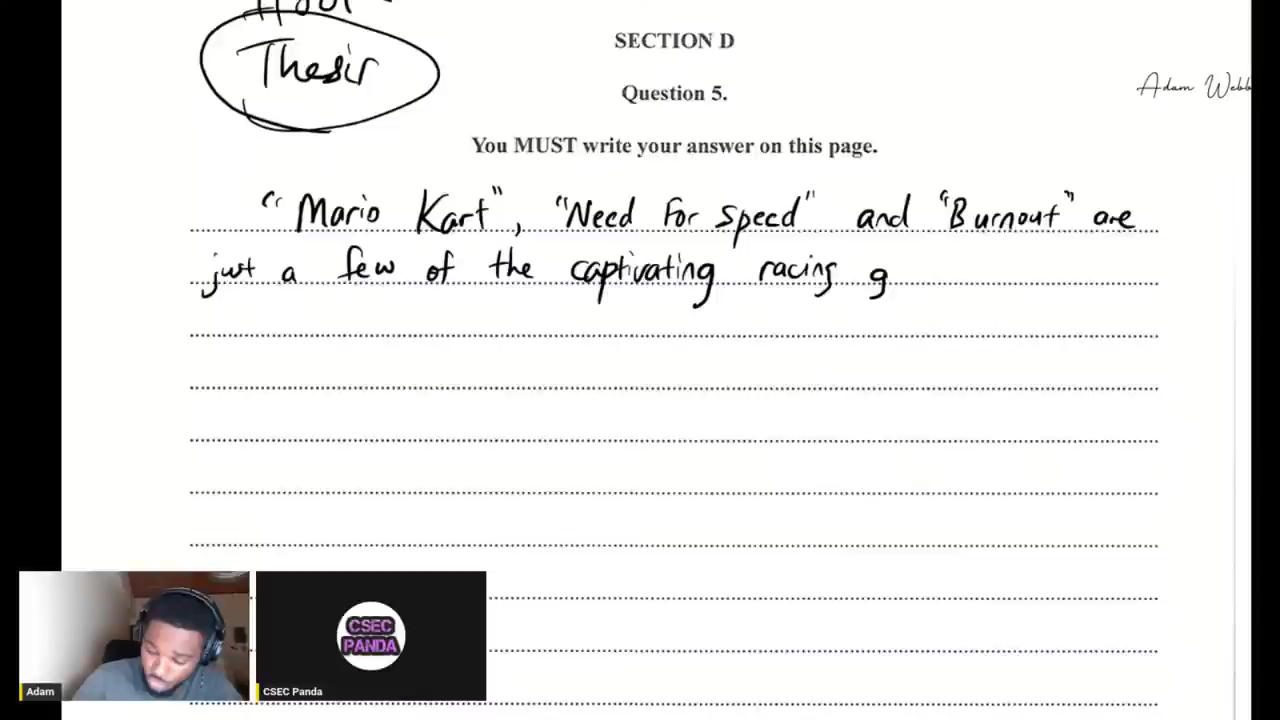 Thesis
SECTION D
Question 5.
Adam Webb
You MUST write your answer on this page.
"Mario Kart", "Need For Speed" and "Burnout" are
just a few of the captivating racing g
CSEC
PANDA
Adam
CSEC Panda